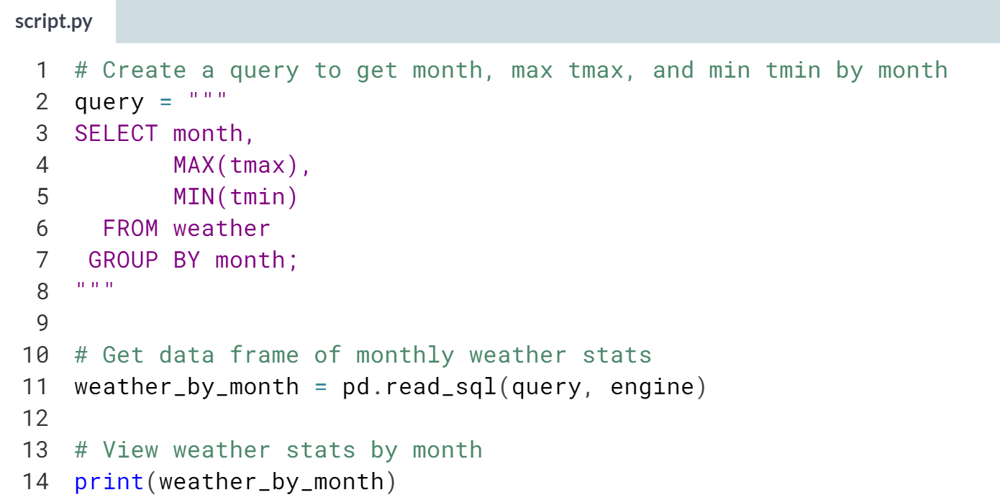 script.py
1 # Create a query to get month, max tmax, and min tmin by month
2 query = """
3 SELECT month,
4        MAX(tmax),
5        MIN(tmin)
6   FROM weather
7  GROUP BY month;
8 """
9
10 # Get data frame of monthly weather stats
11 weather_by_month = pd.read_sql(query, engine)
12
13 # View weather stats by month
14 print(weather_by_month)